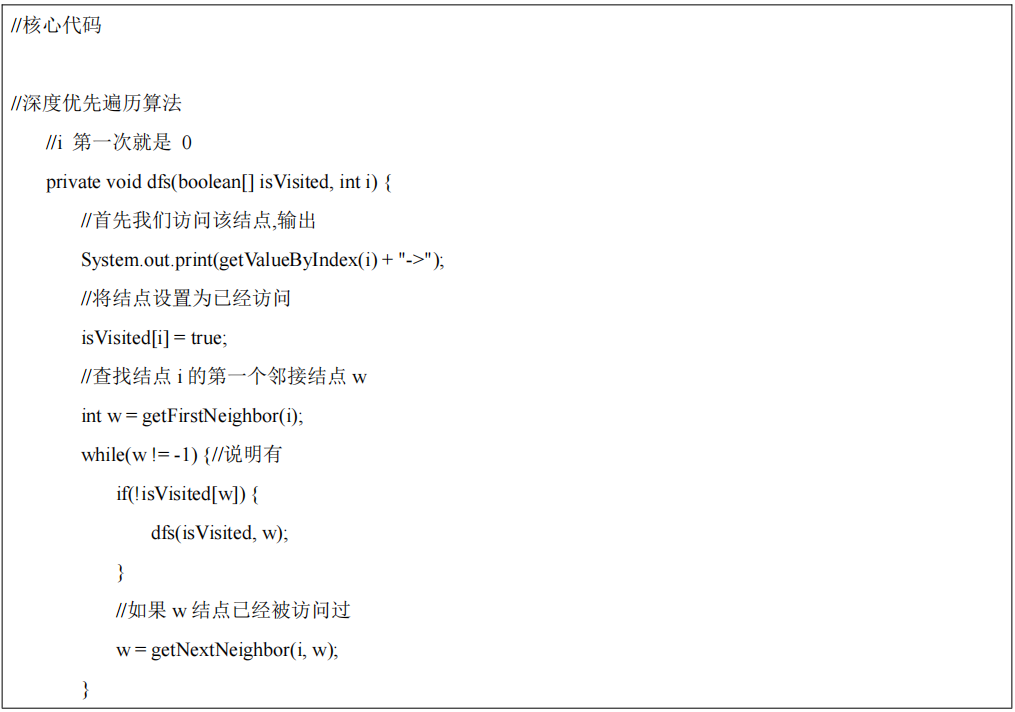 //核心代码
//深度优先遍历算法
//i 第一次就是 0
private void dfs(boolean[] isVisited, int i) {
//首先我们访问该结点,输出
System.out.print(getValueByIndex(i) + "->");
//将结点设置为已经访问
isVisited[i] = true;
//查找结点 i 的第一个邻接结点 w
int w = getFirstNeighbor(i);
while(w != -1) {//说明有
if(!isVisited[w]) {
dfs(isVisited, w);
}
//如果 w 结点已经被访问过
w = getNextNeighbor(i, w);
}